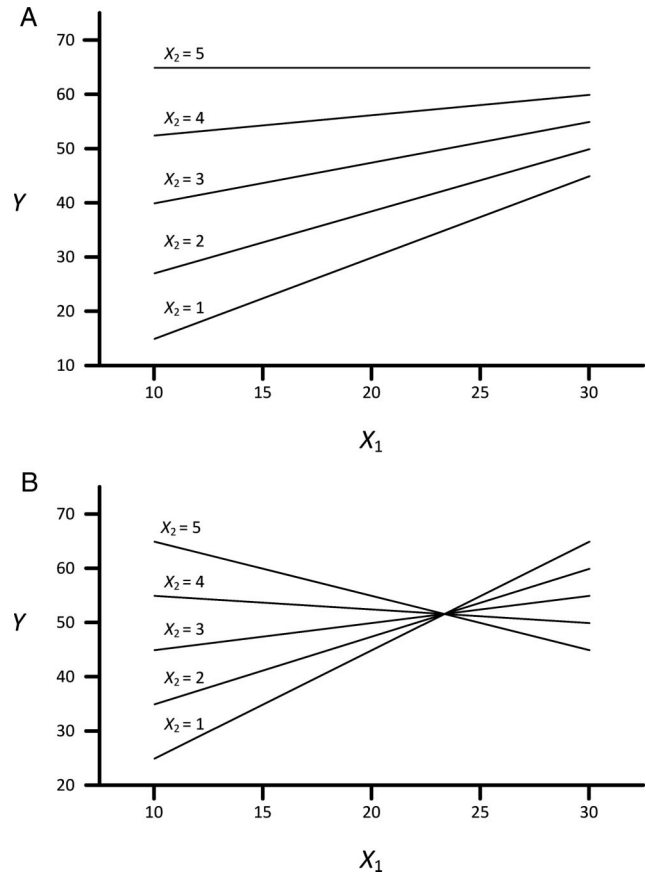 A
70
60
50
40
30
20
10
Y
X₂ = 5
X₂ = 4
X₂ = 3
X₂ = 2
X₂ = 1
10 15 20 25 30
X₁
B
70
60
50
40
30
20
Y
X₂ = 5
X₂ = 4
X₂ = 3
X₂ = 2
X₂ = 1
10 15 20 25 30
X₁